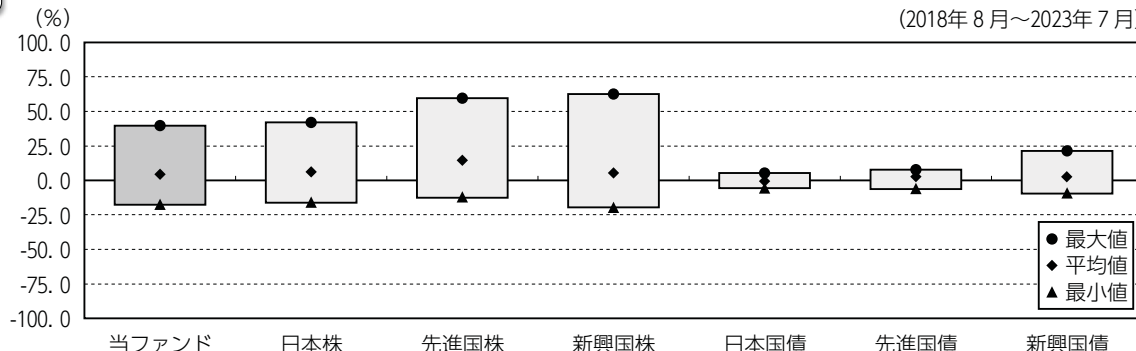 (%)
(2018年8月～2023年7月)
100.0
75.0
50.0
25.0
0.0
-25.0
-50.0
-75.0
-100.0
● 最大値
◆ 平均値
▲ 最小値
当ファンド 日本株 先進国株 新興国株 日本国債 先進国債 新興国債